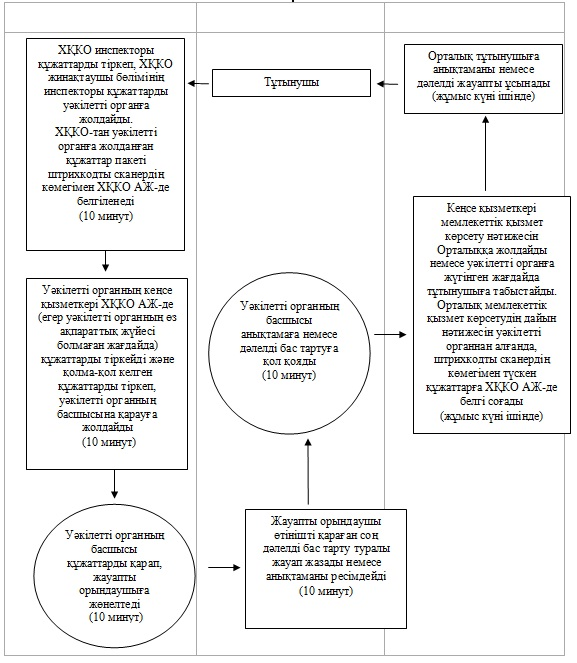 Тұтынушы
ХҚКО инспекторы
құжаттарды тіркеп, ХҚКО
жинақтаушы бөлімінің
инспекторы құжаттарды
уәкілетті органға
жолдайды.
ХҚКО-тан уәкілетті
органға жолданған
құжаттар пакеті
штрихкодты сканердің
көмегімен ХҚКО АЖ-де
белгіленеді
(10 минут)
Уәкілетті органның кеңсе
қызметкері ХҚКО АЖ-де
(егер уәкілетті органның өз
ақпараттық жүйесі
болмаған жағдайда)
құжаттарды тіркейді және
қолма-қол келген
құжаттарды тіркеп,
уәкілетті органның
басшысына қарауға
жолдайды
(10 минут)
Уәкілетті органның
басшысы
құжаттарды қарап,
жауапты
орындаушыға
жөнелтеді
(10 минут)
Жауапты орындаушы
өтінішті қараған соң
дәлелді бас тарту туралы
жауап жазады немесе
анықтаманы ресімдейді
(10 минут)
Уәкілетті органның
басшысы
анықтамаға немесе
дәлелді бас тартуға
қол қояды
(10 минут)
Кеңсе қызметкері
мемлекеттік қызмет
көрсету нәтижесін
Орталыққа жолдайды
немесе уәкілетті органға
жүгінген жағдайда
тұтынушыға табыстайды.
Орталық мемлекеттік
қызмет көрсетудің дайын
нәтижесін уәкілетті
органнан алғанда,
штрихкодты сканердің
көмегімен түскен
құжаттарға ХҚКО АЖ-де
белгі соғады
(жұмыс күні ішінде)
Орталық тұтынушыға
анықтаманы немесе
дәлелді жауапты ұсынады
(жұмыс күні ішінде)